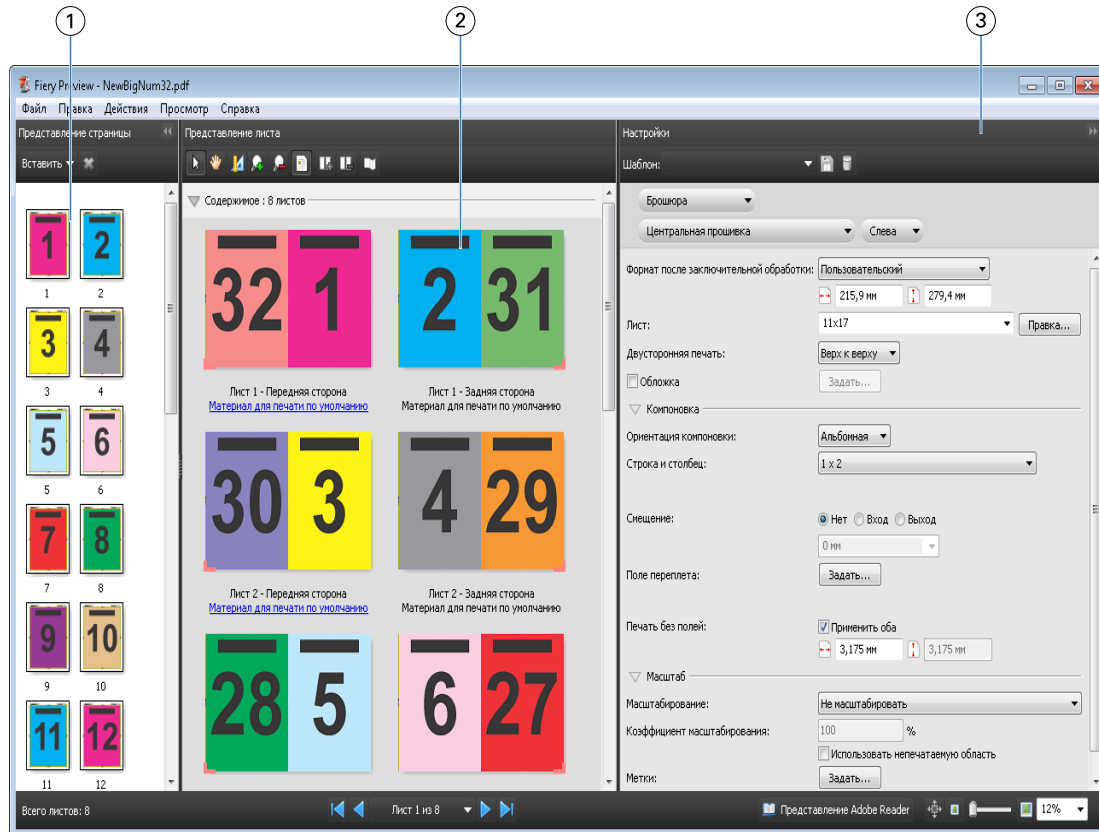 1
2
3
Fiery Preview - NewBigNum32.pdf
Файл Правка Действия Просмотр Справка
Представление страницы
Вставить
1
2
1 2
3
4
3 4
5
6
5 6
7
8
7 8
9
10
9 10
11
12
11 12
Представление листа
Содержимое : 8 листов
32 1
2 31
Лист 1 - Передняя сторона
Материал для печати по умолчанию
Лист 1 - Задняя сторона
Материал для печати по умолчанию
30 3
4 29
Лист 2 - Передняя сторона
Материал для печати по умолчанию
Лист 2 - Задняя сторона
Материал для печати по умолчанию
28 5
6 27
Настройки
Шаблон:
Брошюра
Центральная прошивка Слева
Формат после заключительной обработки: Пользовательский
215,9 мм 279,4 мм
Лист: 11x17 Правка...
Двусторонняя печать: Верх к верху
Обложка Задать...
Компоновка
Ориентация компоновки: Альбомная
Строка и столбец: 1 x 2
Смещение: Нет Вход Выход
0 мм
Поле переплета: Задать...
Печать без полей: Применить оба
3,175 мм 3,175 мм
Масштаб
Масштабирование: Не масштабировать
Коэффициент масштабирования: 100 %
Использовать непечатаемую область
Метки: Задать...
Всего листов: 8 Лист 1 из 8 Представление Adobe Reader 12%